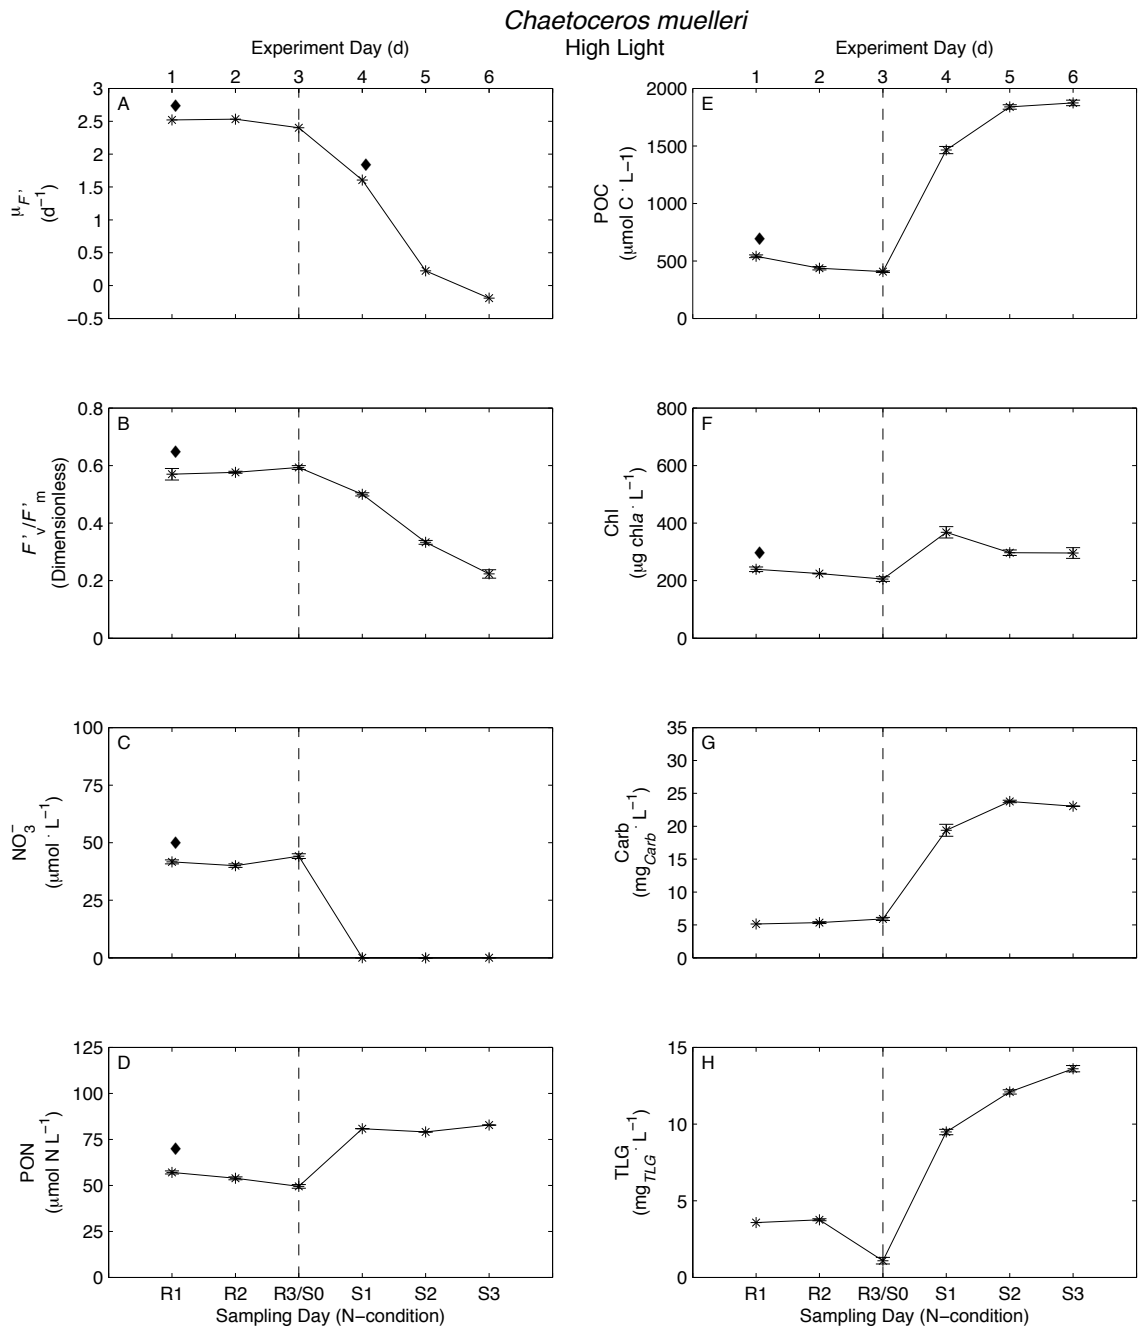 Chaetoceros muelleri
High Light
Experiment Day (d)
1 2 3 4 5 6
A
3
2.5
2
1.5
1
0.5
0
−0.5
μF'
(d−1)
Experiment Day (d)
1 2 3 4 5 6
E
2000
1500
1000
500
0
POC
(μmol C · L−1)
B
0.8
0.6
0.4
0.2
0
F'v/F'm
(Dimensionless)
F
800
600
400
200
0
Chl
(μg chla · L−1)
C
100
75
50
25
0
NO3−
(μmol · L−1)
G
35
30
25
20
15
10
5
0
Carb
(mgCarb · L−1)
D
125
100
75
50
25
0
PON
(μmol N L−1)
R1 R2 R3/S0 S1 S2 S3
Sampling Day (N−condition)
H
15
10
5
0
TLG
(mgTLG · L−1)
R1 R2 R3/S0 S1 S2 S3
Sampling Day (N−condition)